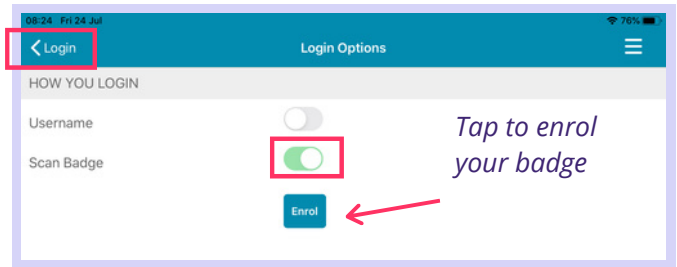 08:24 Fri 24 Jul 76%
Login Login Options
HOW YOU LOGIN
Username
Scan Badge
Tap to enrol
your badge
Enrol